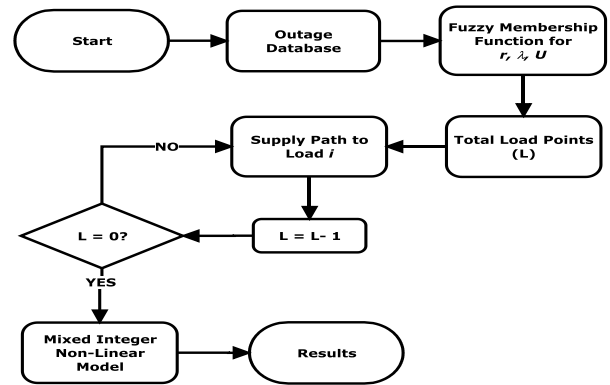 Start
Outage
Database
Fuzzy Membership
Function for
r, λ, U
Total Load Points
(L)
Supply Path to
Load i
NO
L = L- 1
L = 0?
YES
Mixed Integer
Non-Linear
Model
Results